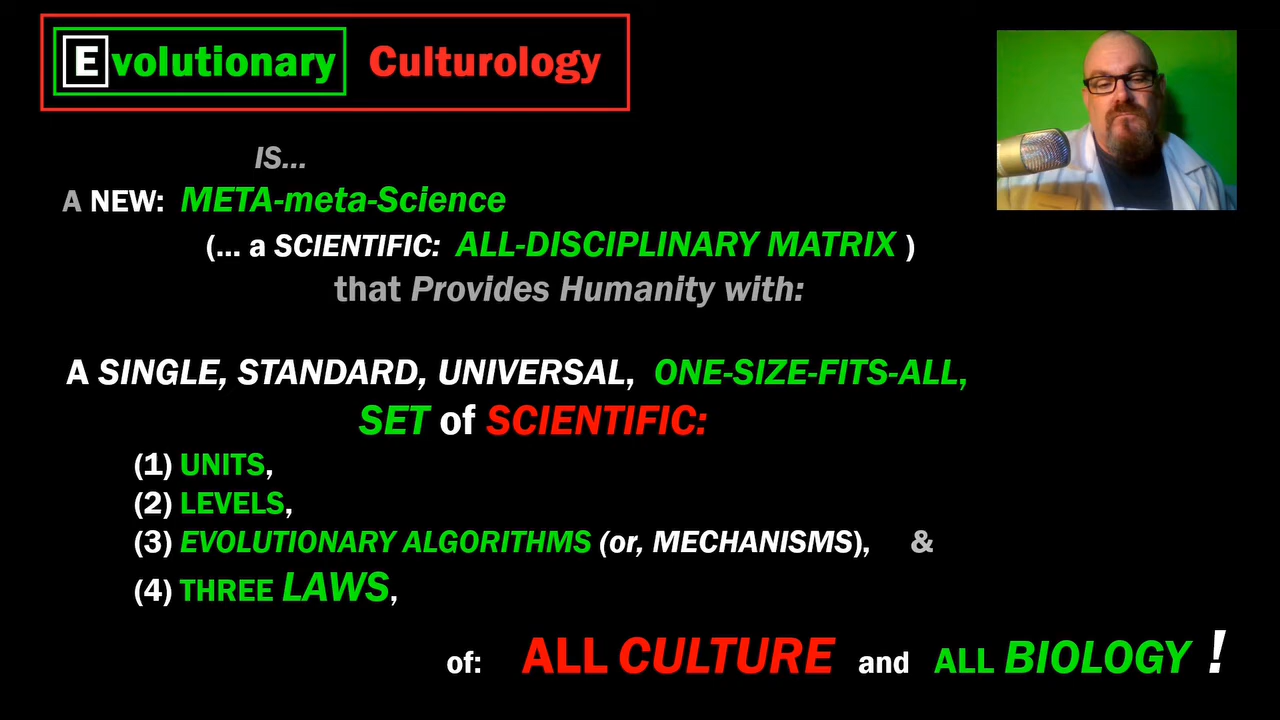 Evolutionary Culturology
IS...
A NEW: META-meta-Science
(... a SCIENTIFIC: ALL-DISCIPLINARY MATRIX )
that Provides Humanity with:
A SINGLE, STANDARD, UNIVERSAL, ONE-SIZE-FITS-ALL,
SET of SCIENTIFIC:
(1) UNITS,
(2) LEVELS,
(3) EVOLUTIONARY ALGORITHMS (or, MECHANISMS), &
(4) THREE LAWS,
of: ALL CULTURE and ALL BIOLOGY !